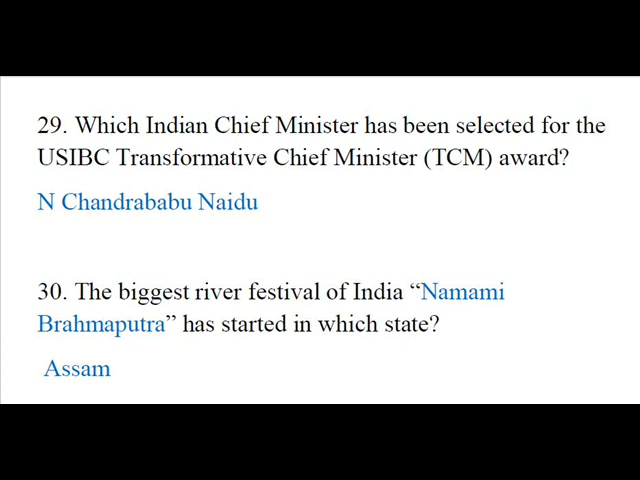 29. Which Indian Chief Minister has been selected for the
USIBC Transformative Chief Minister (TCM) award?
N Chandrababu Naidu
30. The biggest river festival of India “Namami
Brahmaputra” has started in which state?
Assam